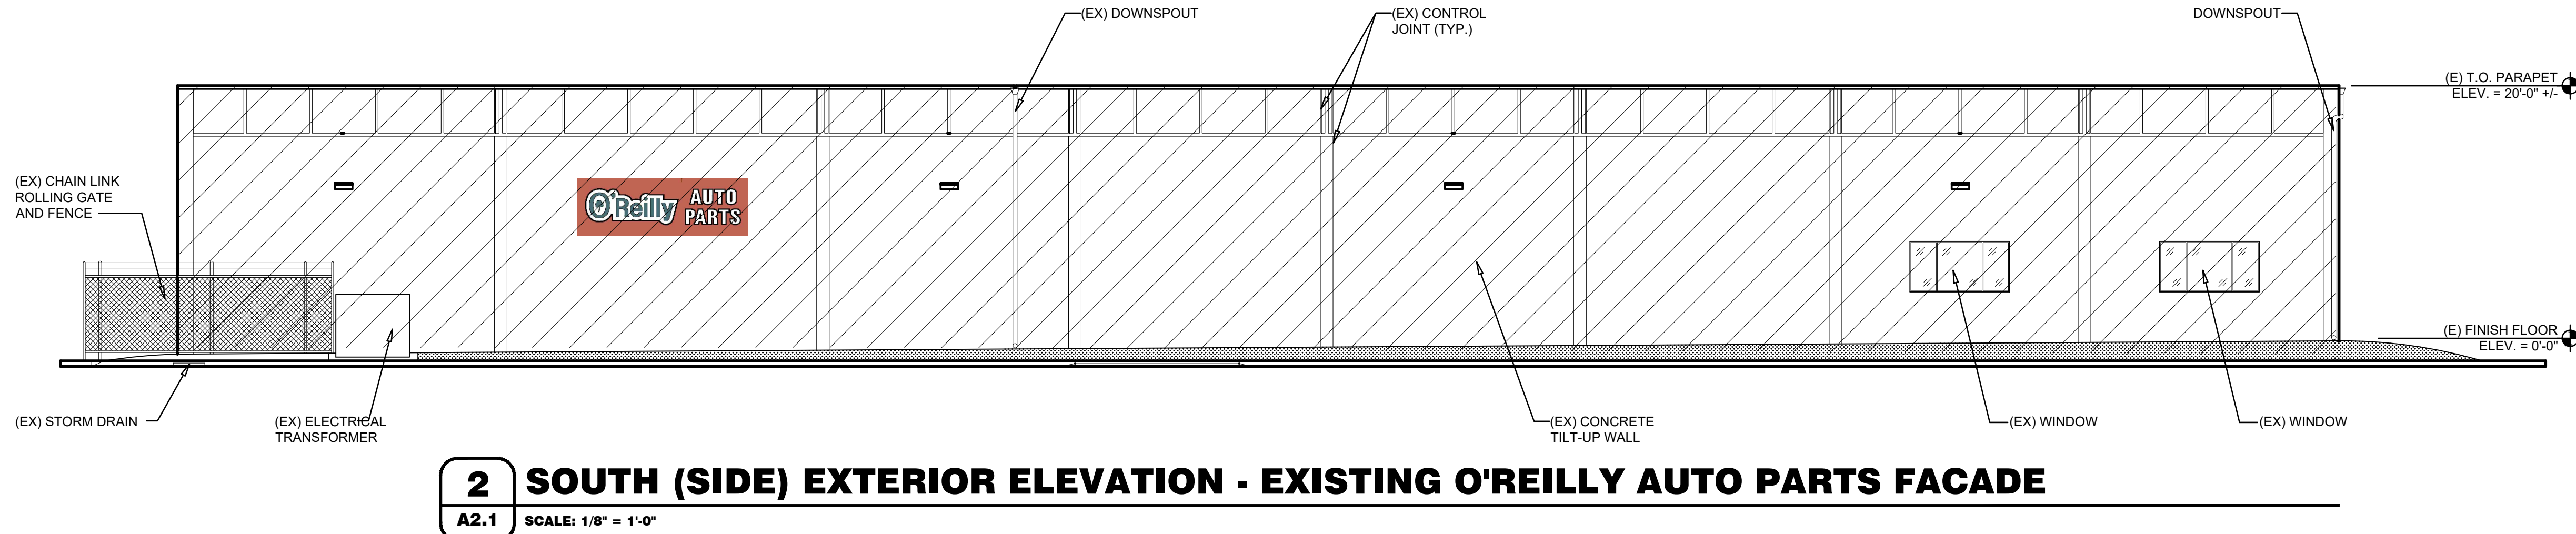 (EX) DOWNSPOUT
(EX) CONTROL
JOINT (TYP.)
DOWNSPOUT
(E) T.O. PARAPET
ELEV. = 20'-0" +/-
(EX) CHAIN LINK
ROLLING GATE
AND FENCE
O'Reilly AUTO
PARTS
(E) FINISH FLOOR
ELEV. = 0'-0"
(EX) STORM DRAIN
(EX) ELECTRICAL
TRANSFORMER
(EX) CONCRETE
TILT-UP WALL
(EX) WINDOW
(EX) WINDOW
2 SOUTH (SIDE) EXTERIOR ELEVATION - EXISTING O'REILLY AUTO PARTS FACADE
A2.1 SCALE: 1/8" = 1'-0"